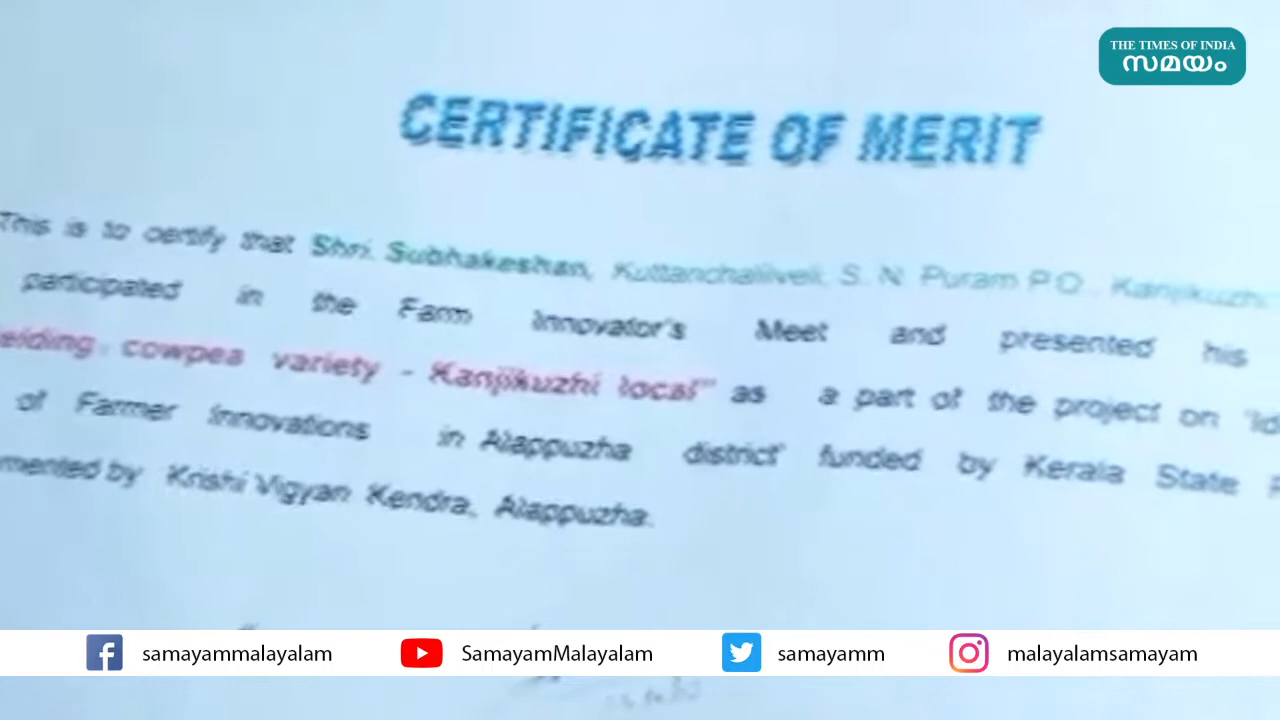 THE TIMES OF INDIA
സമയം
CERTIFICATE OF MERIT
This is to certify that Shri. Subhakeshan, S. N. Puram P.O., Kanjikuzhi
participated in the Farm Innovator's Meet and presented his
cowpea variety - Kanjikuzhi local" as a part of the project on
of Farmer Innovations in Alappuzha district' funded by Kerala State
by Krishi Vigyan Kendra, Alappuzha.
samayammalayalam SamayamMalayalam samayamm malayalamsamayam